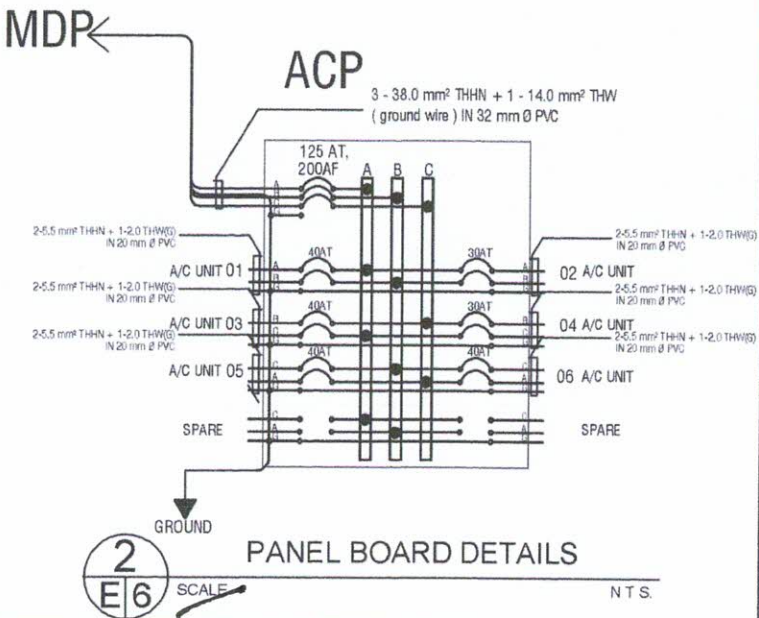 MDP
ACP
3 - 38.0 mm² THHN + 1 - 14.0 mm² THW
( ground wire ) IN 32 mm Ø PVC
125 AT,
200AF
A B C
2-5.5 mm² THHN + 1-2.0 THW(G)
IN 20 mm Ø PVC
2-5.5 mm² THHN + 1-2.0 THW(G)
IN 20 mm Ø PVC
A/C UNIT 01
40AT
30AT
02 A/C UNIT
2-5.5 mm² THHN + 1-2.0 THW(G)
IN 20 mm Ø PVC
2-5.5 mm² THHN + 1-2.0 THW(G)
IN 20 mm Ø PVC
A/C UNIT 03
40AT
30AT
04 A/C UNIT
2-5.5 mm² THHN + 1-2.0 THW(G)
IN 20 mm Ø PVC
2-5.5 mm² THHN + 1-2.0 THW(G)
IN 20 mm Ø PVC
A/C UNIT 05
40AT
40AT
06 A/C UNIT
SPARE
SPARE
GROUND
2
E 6
PANEL BOARD DETAILS
SCALE
N T S.